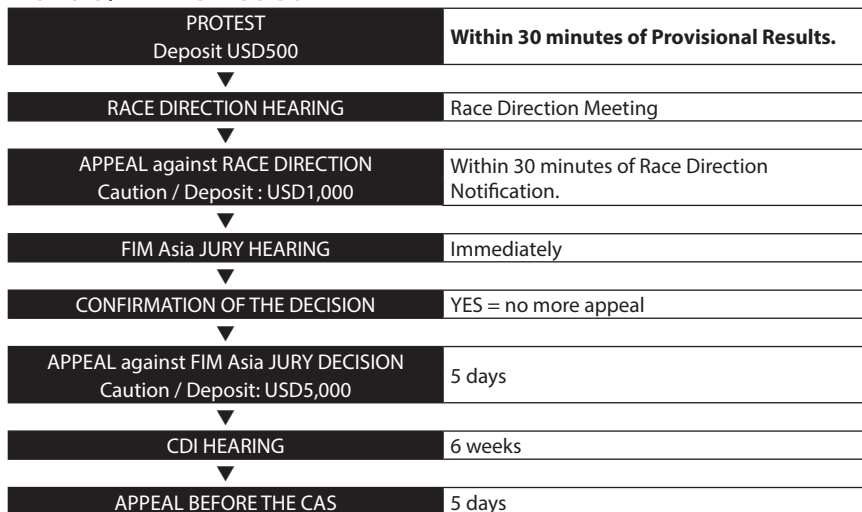 PROTEST
Deposit USD500
Within 30 minutes of Provisional Results.
RACE DIRECTION HEARING
Race Direction Meeting
APPEAL against RACE DIRECTION
Caution / Deposit : USD1,000
Within 30 minutes of Race Direction
Notification.
FIM Asia JURY HEARING
Immediately
CONFIRMATION OF THE DECISION
YES = no more appeal
APPEAL against FIM Asia JURY DECISION
Caution / Deposit: USD5,000
5 days
CDI HEARING
6 weeks
APPEAL BEFORE THE CAS
5 days